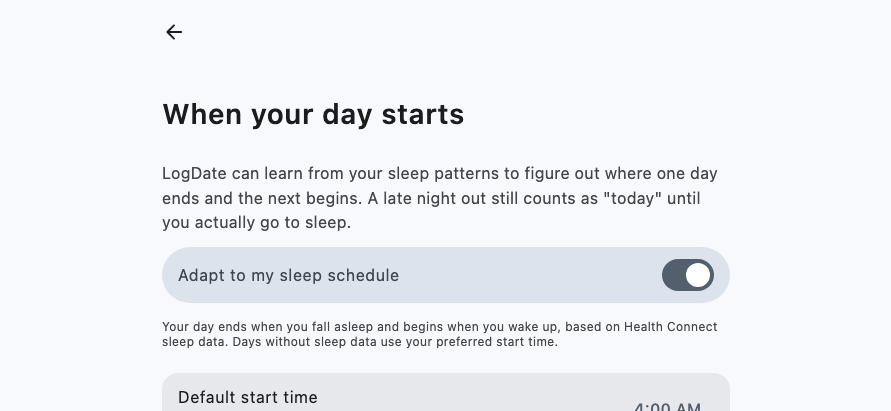 When your day starts
LogDate can learn from your sleep patterns to figure out where one day
ends and the next begins. A late night out still counts as "today" until
you actually go to sleep.
Adapt to my sleep schedule
Your day ends when you fall asleep and begins when you wake up, based on Health Connect
sleep data. Days without sleep data use your preferred start time.
Default start time
4:00 AM